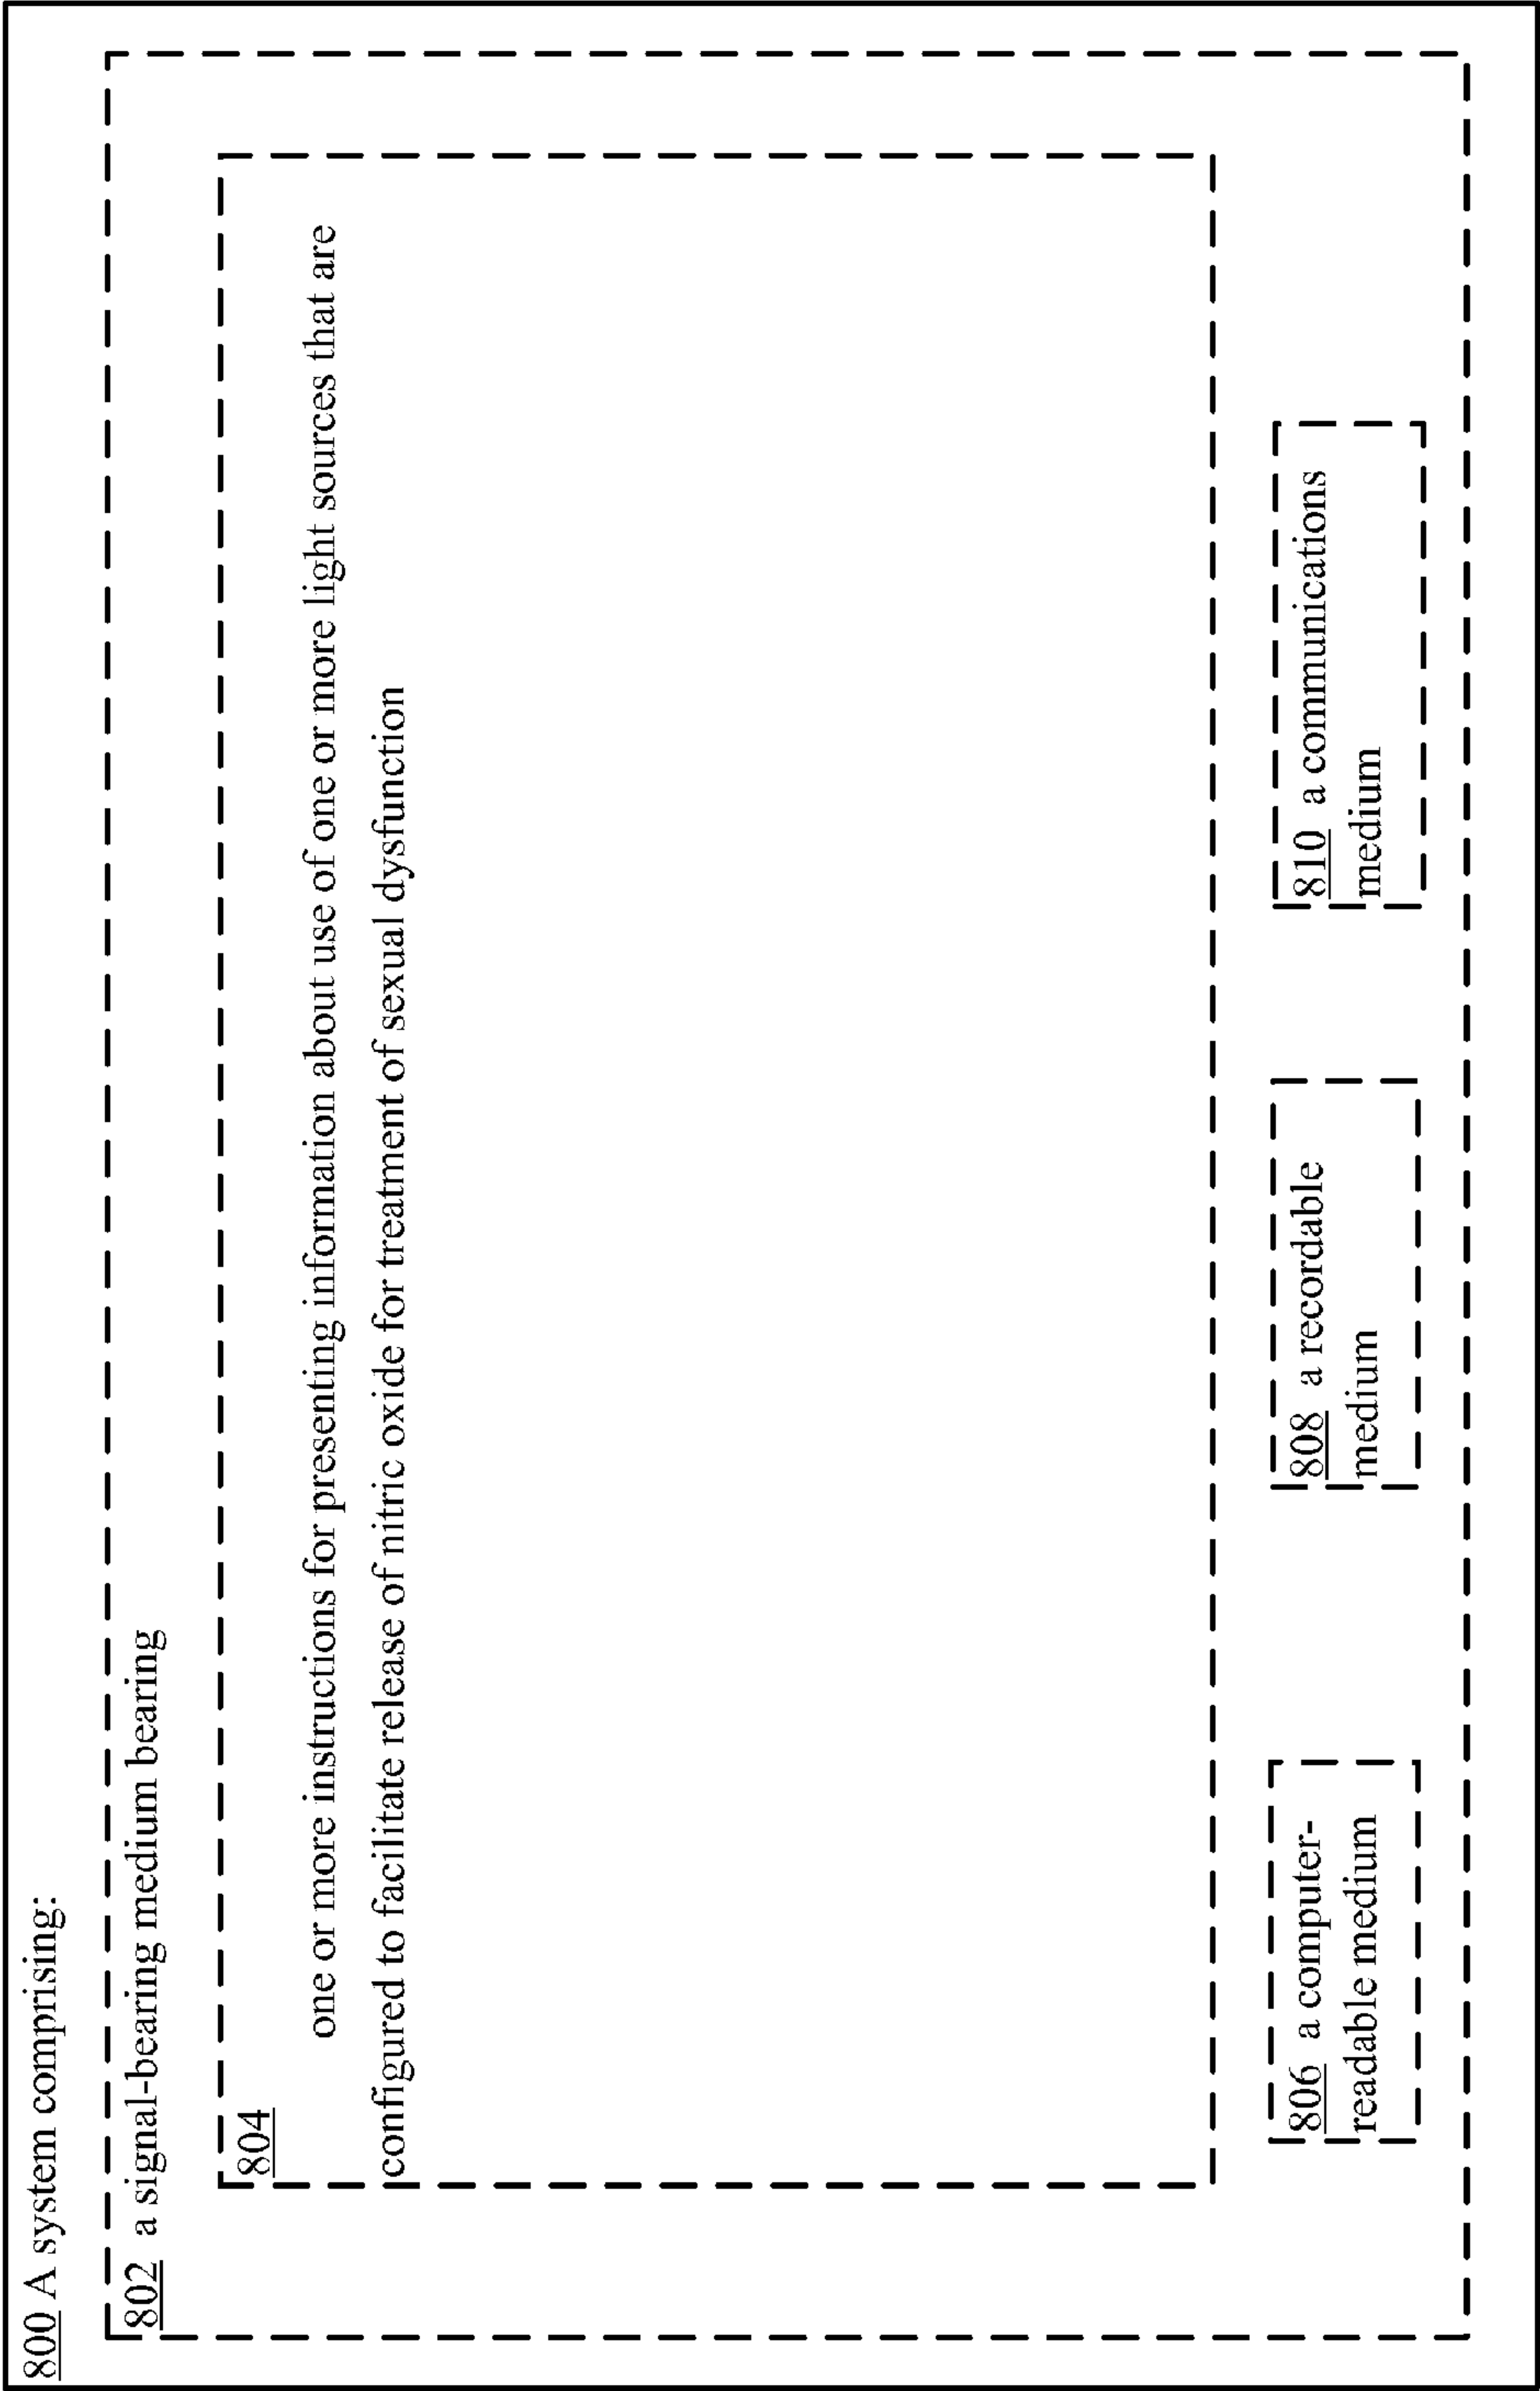 800 A system comprising:
802 a signal-bearing medium bearing
804
one or more instructions for presenting information about use of one or more light sources that are
configured to facilitate release of nitric oxide for treatment of sexual dysfunction
806 a computer-
readable medium
808 a recordable
medium
810 a communications
medium